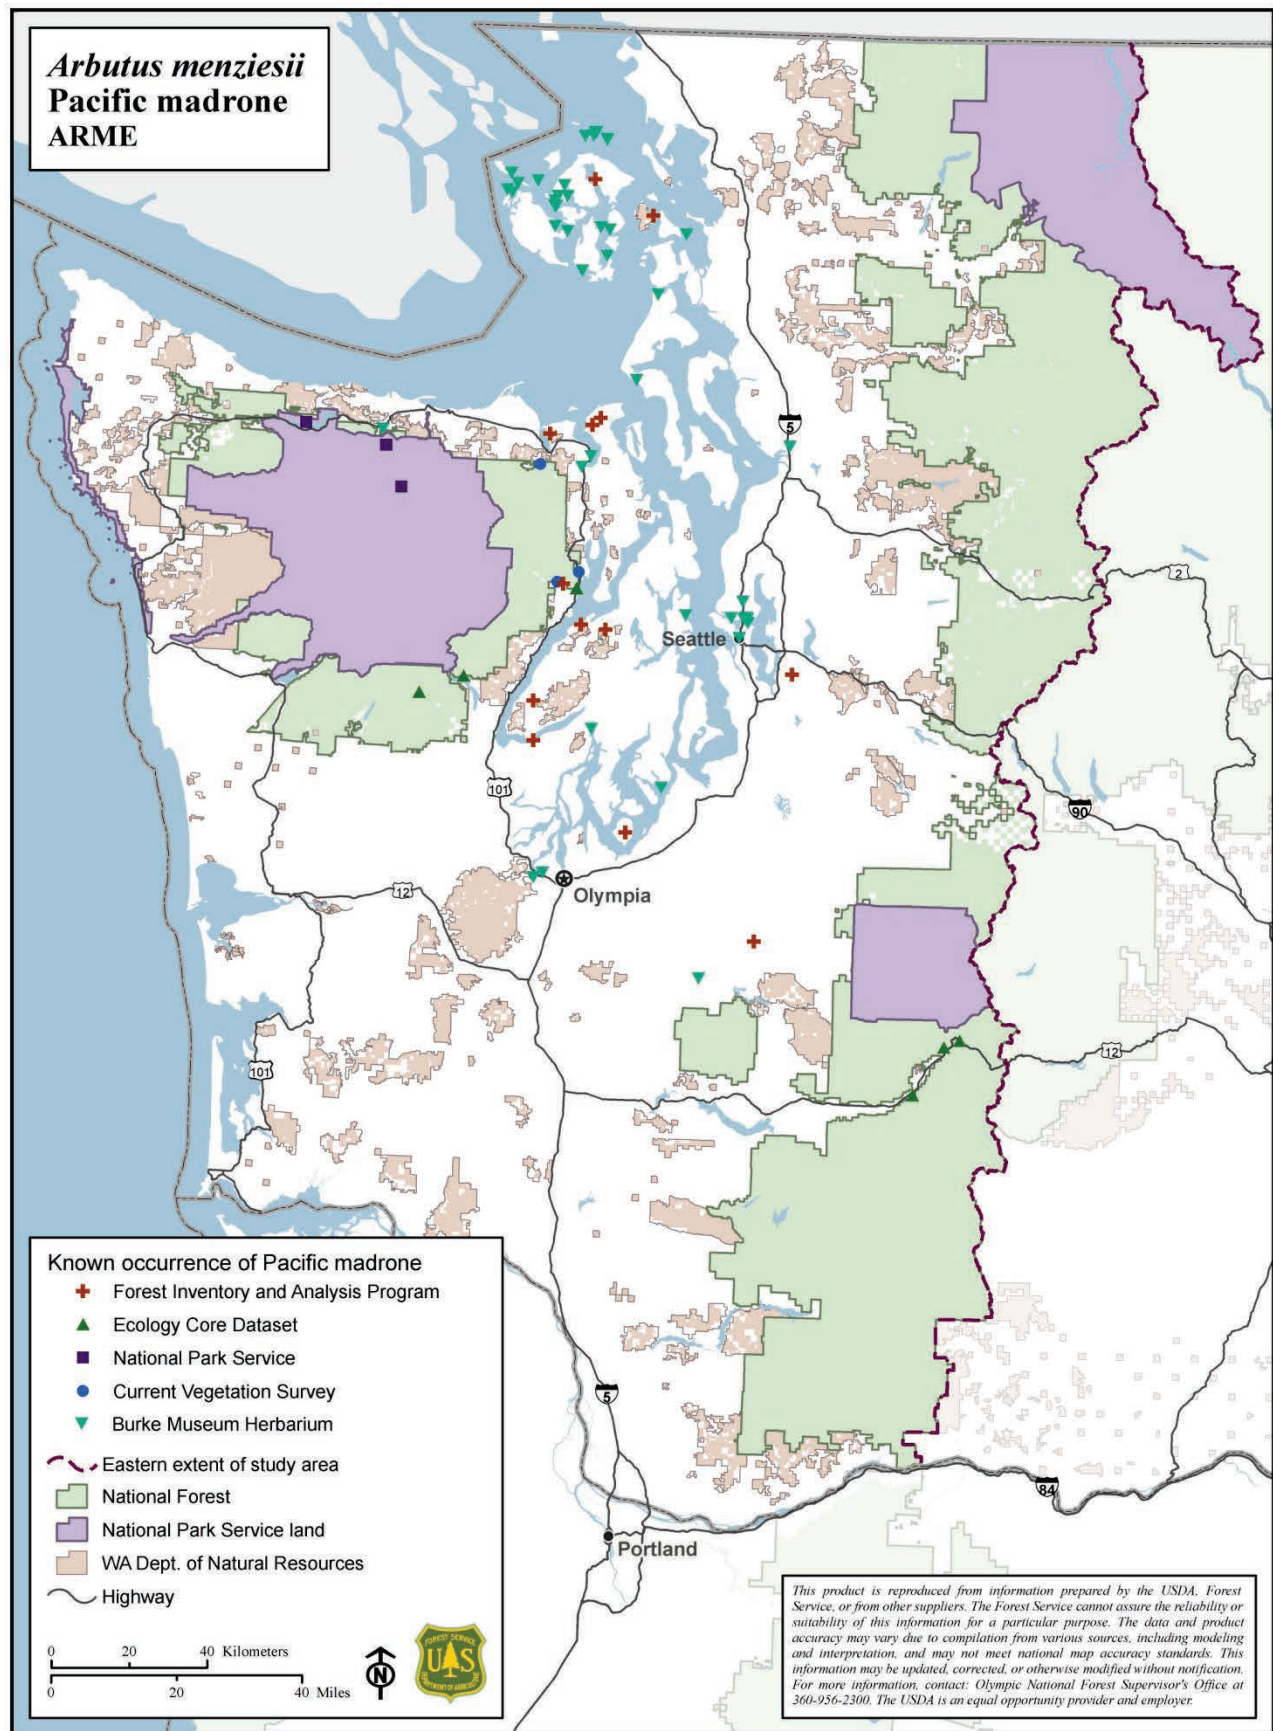 Arbutus menziesii
Pacific madrone
ARME
5
2
Seattle
101
90
Olympia
12
12
101
Known occurrence of Pacific madrone
Forest Inventory and Analysis Program
Ecology Core Dataset
National Park Service
Current Vegetation Survey
Burke Museum Herbarium
Eastern extent of study area
National Forest
National Park Service land
WA Dept. of Natural Resources
Highway
5
84
Portland
0 20 40 Kilometers
0 20 40 Miles
N
FOREST SERVICE
U S
DEPARTMENT OF AGRICULTURE
This product is reproduced from information prepared by the USDA, Forest
Service, or from other suppliers. The Forest Service cannot assure the reliability or
suitability of this information for a particular purpose. The data and product
accuracy may vary due to compilation from various sources, including modeling
and interpretation, and may not meet national map accuracy standards. This
information may be updated, corrected, or otherwise modified without notification.
For more information, contact: Olympic National Forest Supervisor's Office at
360-956-2300. The USDA is an equal opportunity provider and employer.